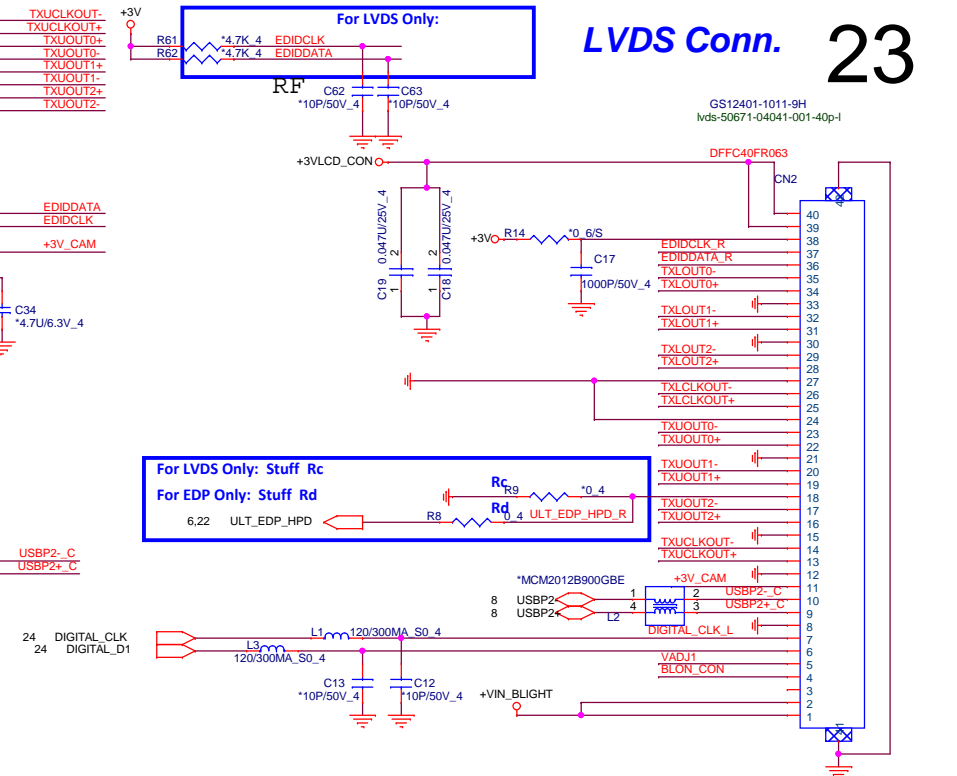 TXUCLKOUT-
TXUCLKOUT+
TXUOUT0+
TXUOUT0-
TXUOUT1+
TXUOUT1-
TXUOUT2+
TXUOUT2-
+3V
R61 *4.7K_4 EDIDCLK
R62 *4.7K_4 EDIDDATA
For LVDS Only:
RF
C62 C63
*10P/50V_4 *10P/50V_4
LVDS Conn. 23
GS12401-1011-9H
lvds-50671-04041-001-40p-l
DFFC40FR063
CN2
+3VLCD_CON
EDIDDATA
EDIDCLK
+3V_CAM
C34
*4.7U/6.3V_4
C19 0.047U/25V_4 1 2
C18 0.047U/25V_4 1 2
+3V R14 *0_6/S
C17
1000P/50V_4
40
39
38
EDIDCLK_R 37
EDIDDATA_R 36
TXLOUT0- 35
TXLOUT0+ 34
33
TXLOUT1- 32
TXLOUT1+ 31
30
TXLOUT2- 29
TXLOUT2+ 28
27
TXLCLKOUT- 26
TXLCLKOUT+ 25
24
TXUOUT0- 23
TXUOUT0+ 22
21
TXUOUT1- 20
TXUOUT1+ 19
18
TXUOUT2- 17
TXUOUT2+ 16
15
TXUCLKOUT- 14
TXUCLKOUT+ 13
12
+3V_CAM 11
USBP2-_C 10
USBP2+_C 9
8
DIGITAL_CLK_L 7
6
VADJ1 5
BLON_CON 4
3
2
1
41
For LVDS Only: Stuff Rc
For EDP Only: Stuff Rd
Rc
R9 *0_4
Rd
6,22 ULT_EDP_HPD R8 0_4 ULT_EDP_HPD_R
USBP2-_C
USBP2+_C
*MCM2012B900GBE
8 USBP2- 1 2
8 USBP2+ 4 3
L2
24 DIGITAL_CLK L1 120/300MA_S0_4
24 DIGITAL_D1 L3
120/300MA_S0_4
C13 C12
*10P/50V_4 *10P/50V_4
+VIN_BLIGHT